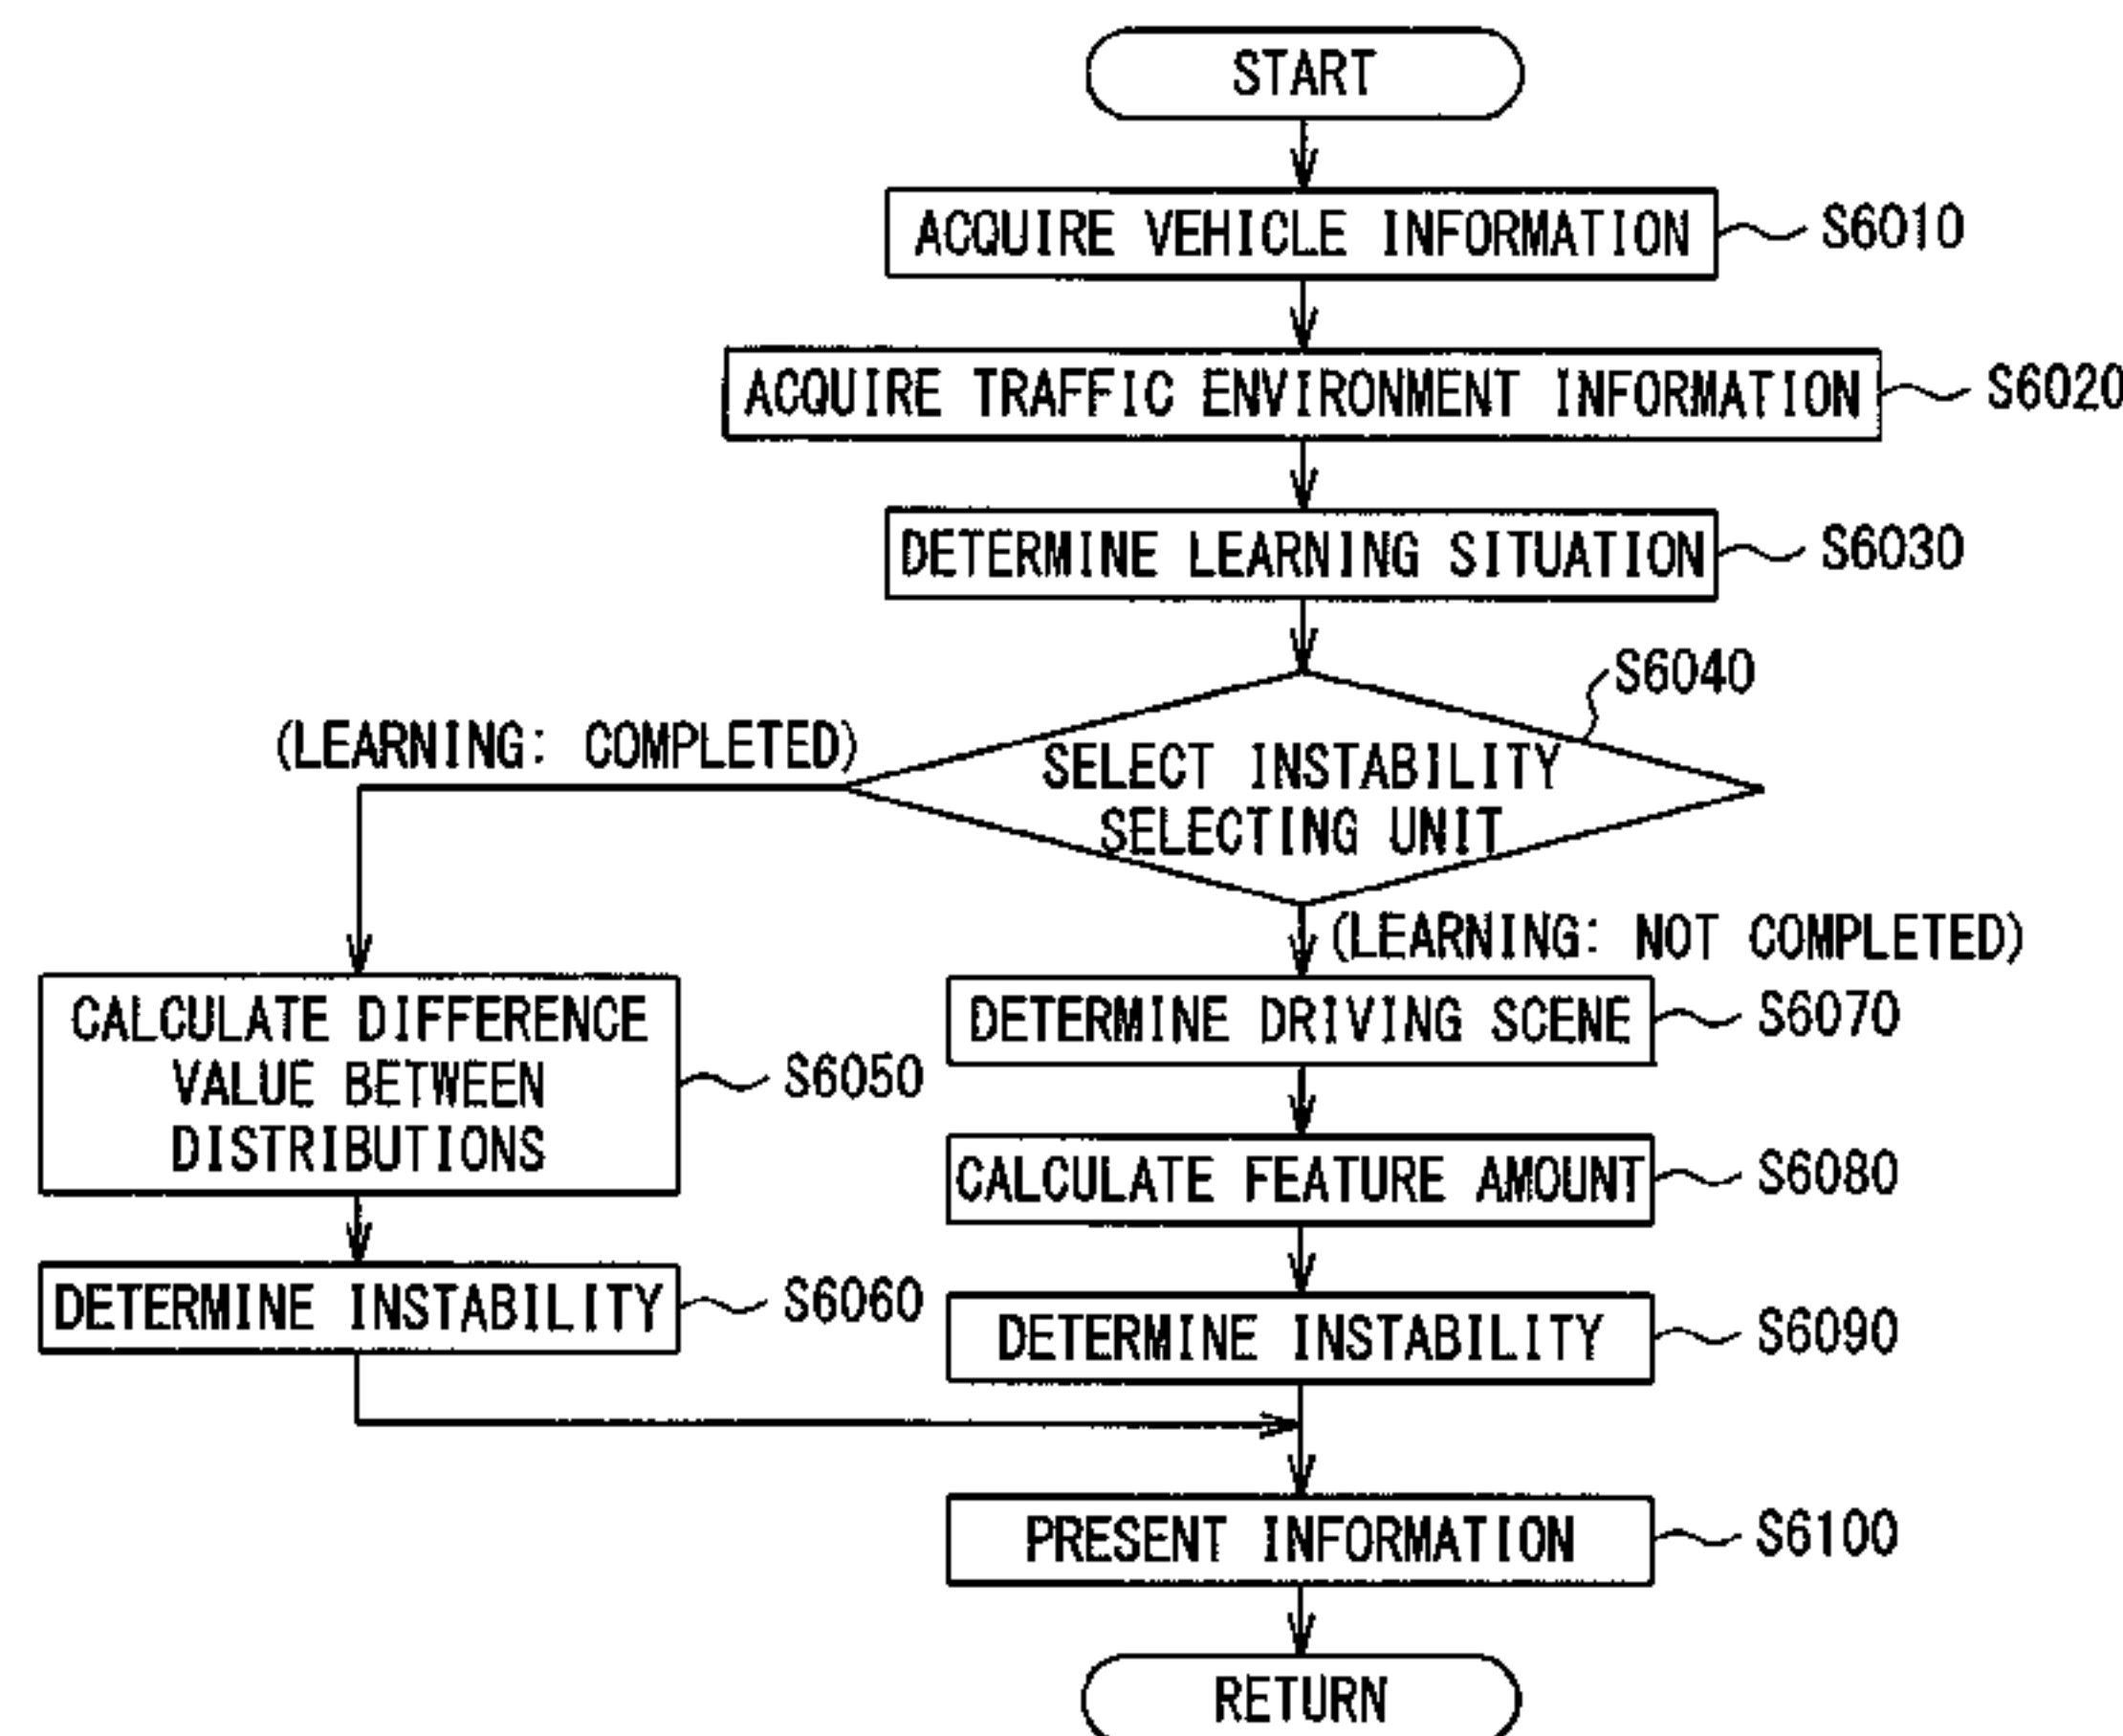 START
ACQUIRE VEHICLE INFORMATION
S6010
ACQUIRE TRAFFIC ENVIRONMENT INFORMATION
S6020
DETERMINE LEARNING SITUATION
S6030
S6040
SELECT INSTABILITY
SELECTING UNIT
(LEARNING: COMPLETED)
(LEARNING: NOT COMPLETED)
CALCULATE DIFFERENCE
VALUE BETWEEN
DISTRIBUTIONS
S6050
DETERMINE INSTABILITY
S6060
DETERMINE DRIVING SCENE
S6070
CALCULATE FEATURE AMOUNT
S6080
DETERMINE INSTABILITY
S6090
PRESENT INFORMATION
S6100
RETURN